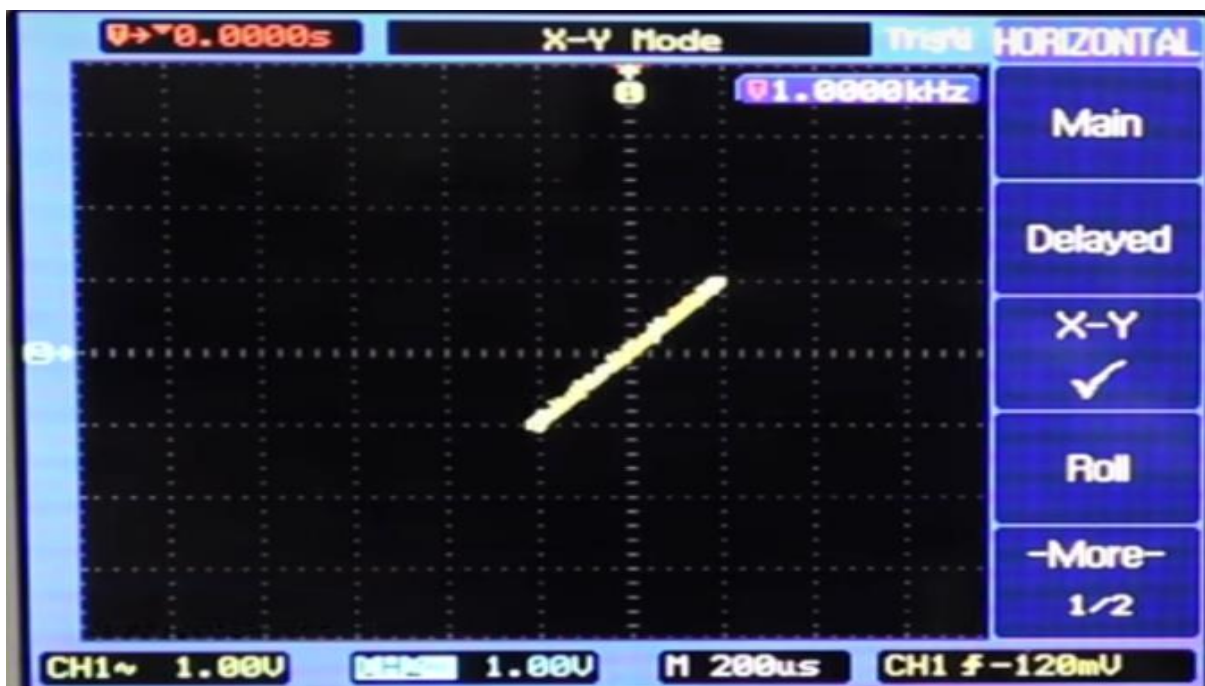 0.0000s
X-Y Mode
Trig'd
HORIZONTAL
1.0000kHz
Main
Delayed
X-Y
Roll
-More-
1/2
CH1~ 1.00V
1.00V
M 200us
CH1 -120mV